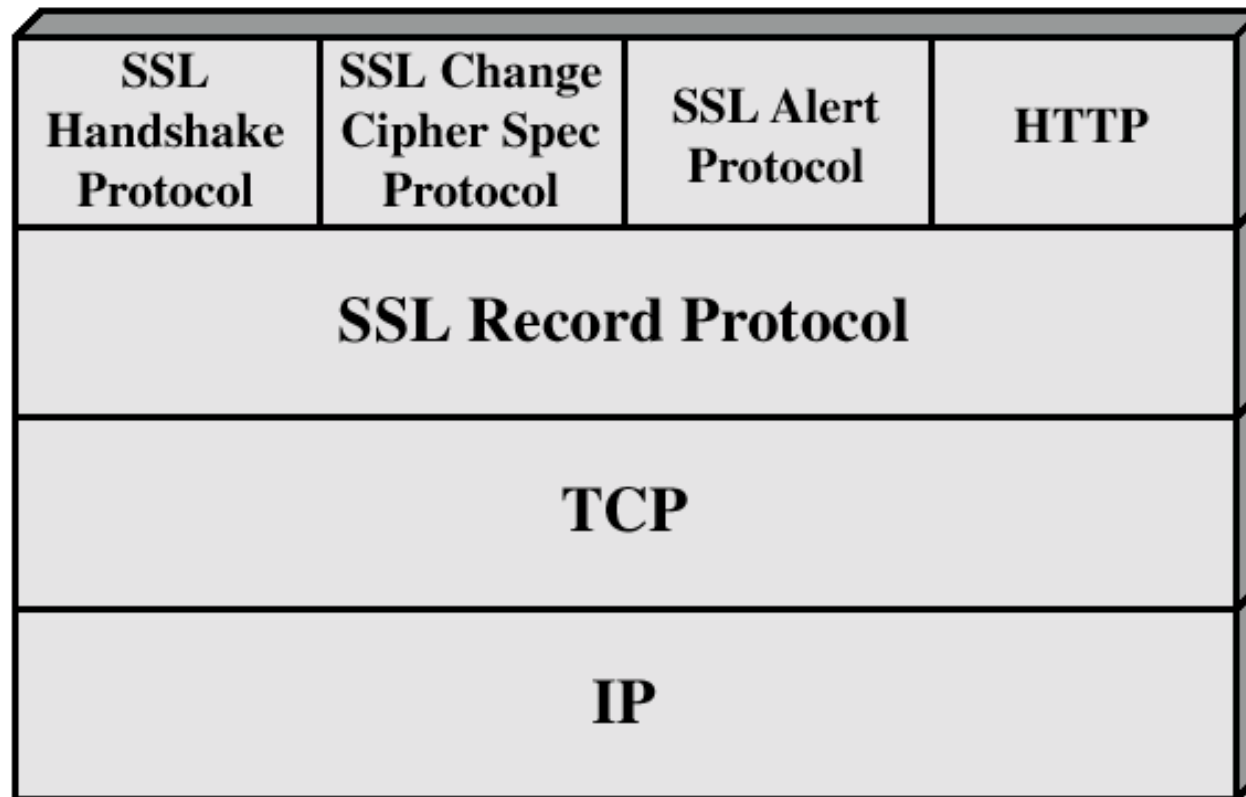 SSL
Handshake
Protocol
SSL Change
Cipher Spec
Protocol
SSL Alert
Protocol
HTTP
SSL Record Protocol
TCP
IP